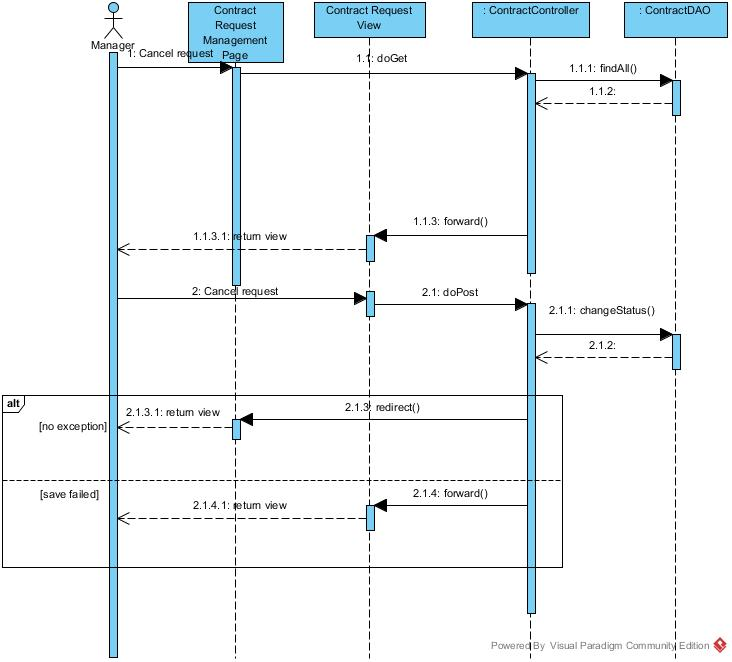 Contract
Request
Management
Page
Contract Request
View
: ContractController
: ContractDAO
Manager
1: Cancel request
1.1: doGet
1.1.1: findAll()
1.1.2:
1.1.3: forward()
1.1.3.1: return view
2: Cancel request
2.1: doPost
2.1.1: changeStatus()
2.1.2:
alt
2.1.3: redirect()
2.1.3.1: return view
[no exception]
[save failed]
2.1.4: forward()
2.1.4.1: return view
Powered By Visual Paradigm Community Edition